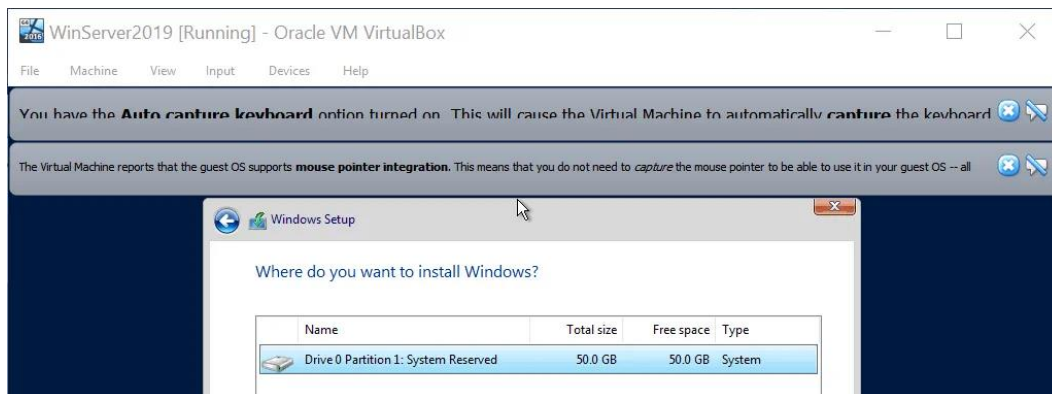 WinServer2019 [Running] - Oracle VM VirtualBox
File Machine View Input Devices Help
You have the Auto capture keyboard option turned on. This will cause the Virtual Machine to automatically capture the keyboard
The Virtual Machine reports that the guest OS supports mouse pointer integration. This means that you do not need to capture the mouse pointer to be able to use it in your guest OS -- all
Windows Setup
Where do you want to install Windows?
Name Total size Free space Type
Drive 0 Partition 1: System Reserved 50.0 GB 50.0 GB System